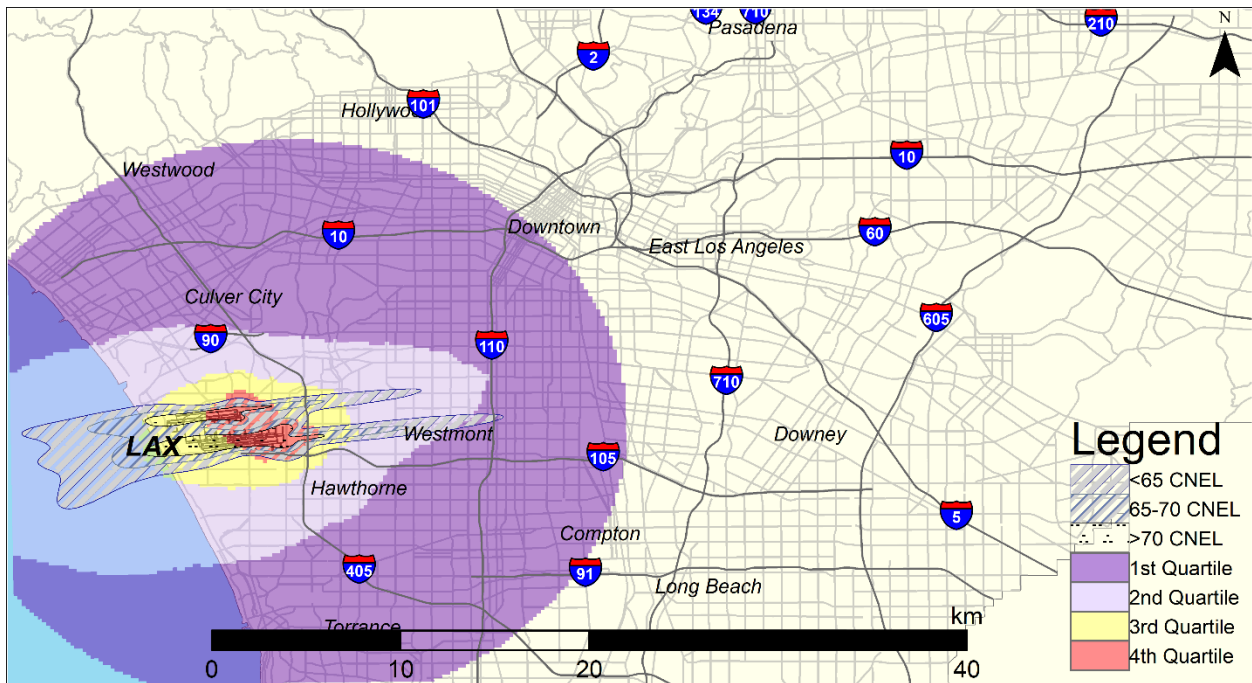 134
710
210
N
Pasadena
2
Hollywood
101
10
Westwood
10
Downtown
60
East Los Angeles
Culver City
605
90
110
710
LAX
Westmont
Downey
105
Hawthorne
5
Compton
405
91
Long Beach
Torrance
km
0
10
20
40
Legend
<65 CNEL
65-70 CNEL
>70 CNEL
1st Quartile
2nd Quartile
3rd Quartile
4th Quartile